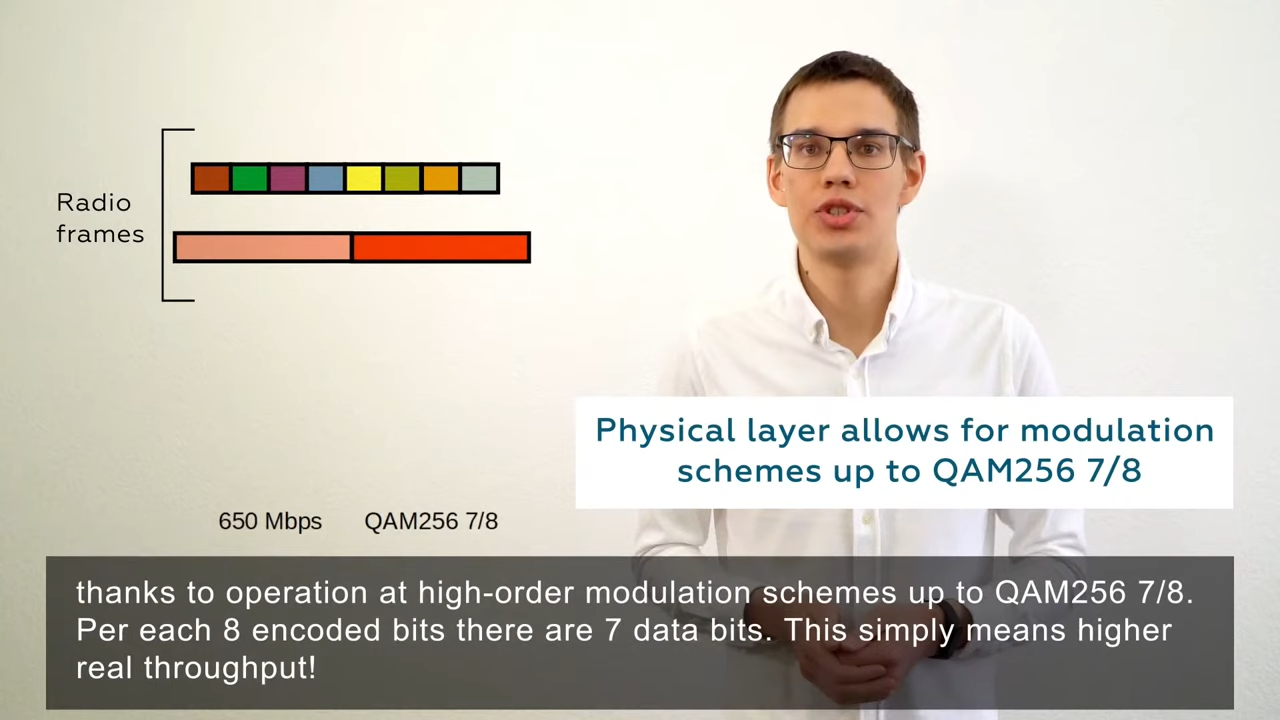 Radio
frames
Physical layer allows for modulation
schemes up to QAM256 7/8
650 Mbps QAM256 7/8
thanks to operation at high-order modulation schemes up to QAM256 7/8.
Per each 8 encoded bits there are 7 data bits. This simply means higher
real throughput!